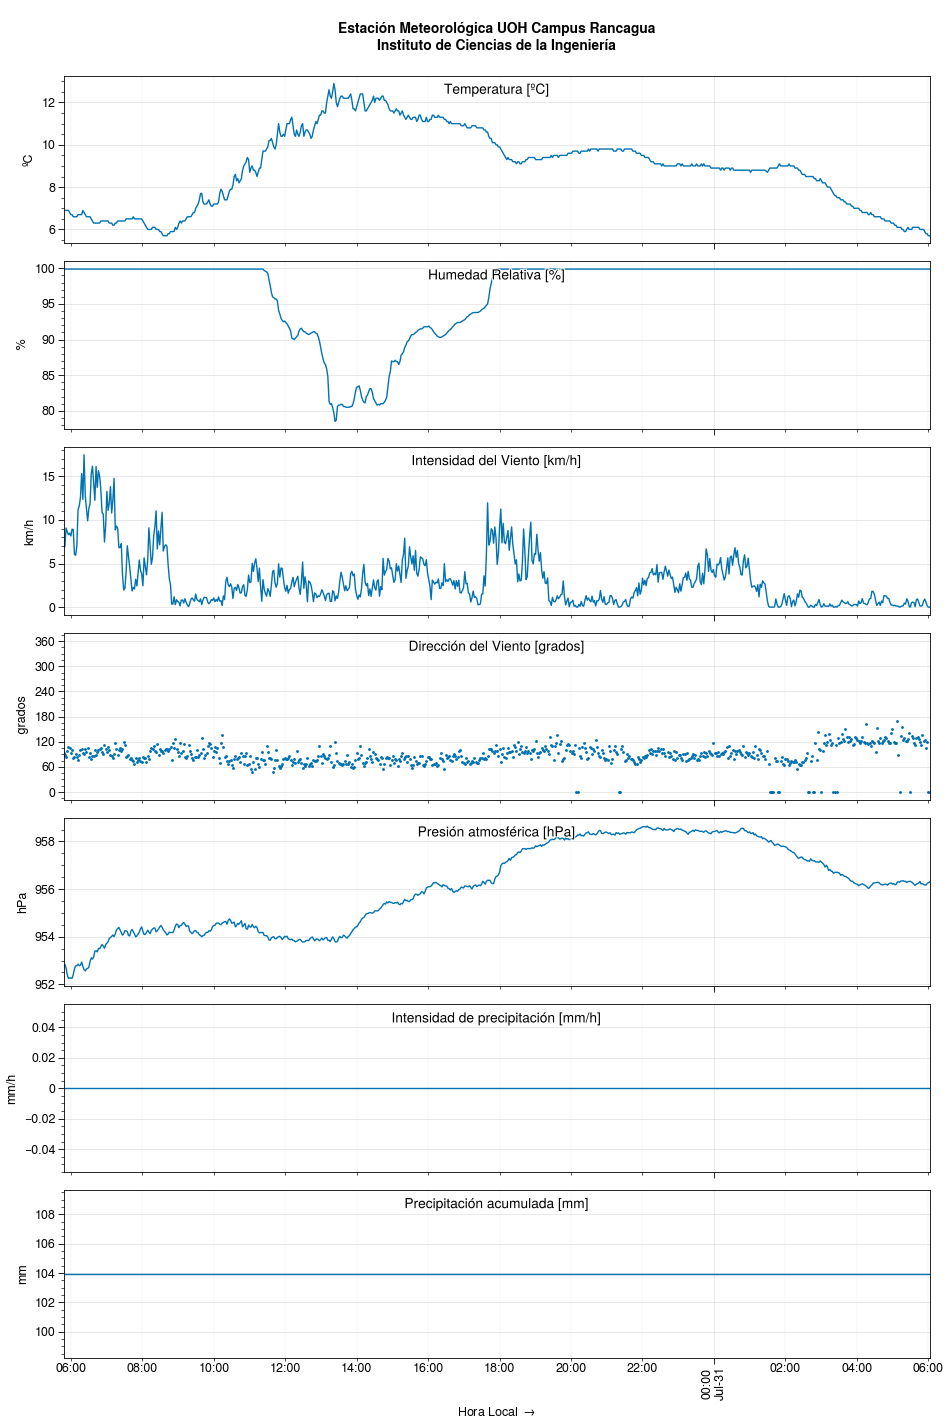 Estación Meteorológica UOH Campus Rancagua
Instituto de Ciencias de la Ingeniería
Temperatura [ºC]
ºC
12
10
8
6
Humedad Relativa [%]
%
100
95
90
85
80
Intensidad del Viento [km/h]
km/h
15
10
5
0
Dirección del Viento [grados]
grados
360
300
240
180
120
60
0
Presión atmosférica [hPa]
hPa
958
956
954
952
Intensidad de precipitación [mm/h]
mm/h
0.04
0.02
0
−0.02
−0.04
Precipitación acumulada [mm]
mm
108
106
104
102
100
06:00 08:00 10:00 12:00 14:00 16:00 18:00 20:00 22:00 00:00 02:00 04:00 06:00
Jul-31
Hora Local →